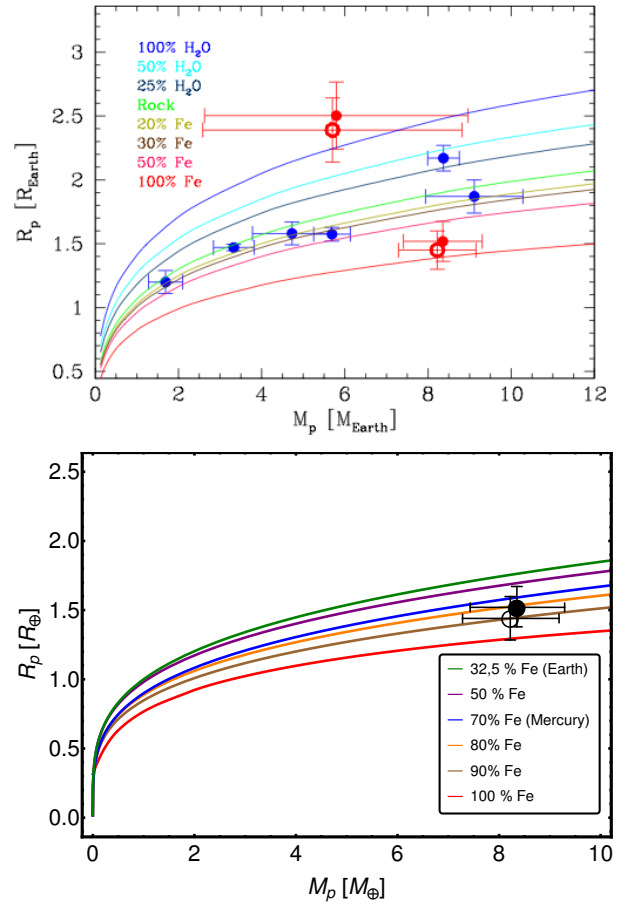 3
2.5
2
1.5
1
0.5
R_p [R_Earth]
100% H₂O
50% H₂O
25% H₂O
Rock
20% Fe
30% Fe
50% Fe
100% Fe
0 2 4 6 8 10 12
M_p [M_Earth]
2.5
2.0
1.5
1.0
0.5
0.0
R_p [R_⊕]
32,5 % Fe (Earth)
50 % Fe
70% Fe (Mercury)
80% Fe
90% Fe
100 % Fe
0 2 4 6 8 10
M_p [M_⊕]